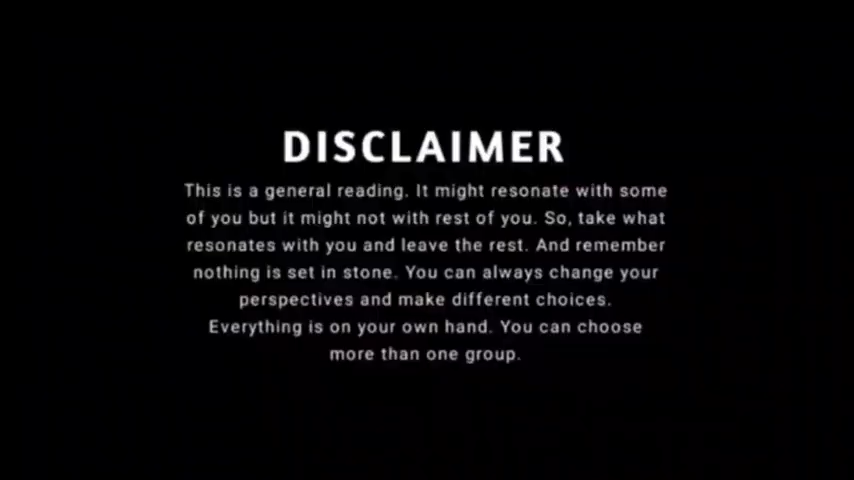 DISCLAIMER
This is a general reading. It might resonate with some
of you but it might not with rest of you. So, take what
resonates with you and leave the rest. And remember
nothing is set in stone. You can always change your
perspectives and make different choices.
Everything is on your own hand. You can choose
more than one group.